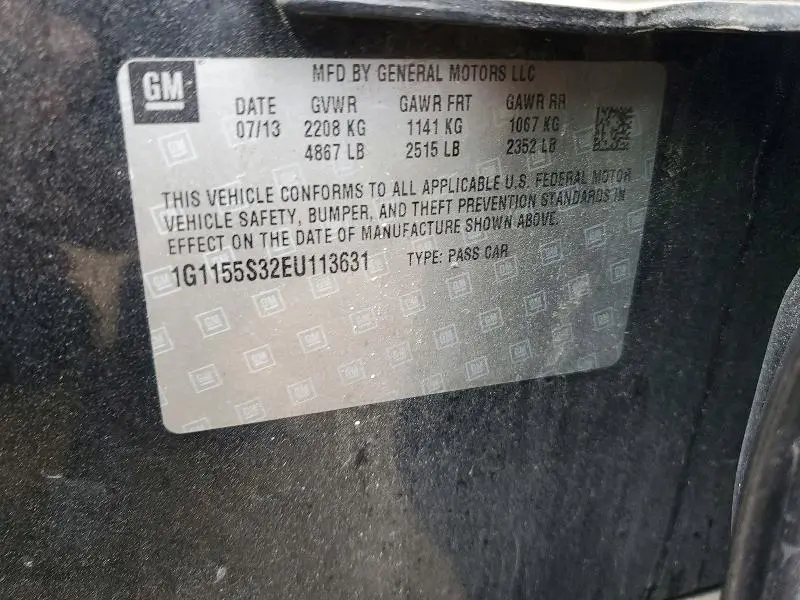 GM
MFD BY GENERAL MOTORS LLC
DATE GVWR GAWR FRT GAWR RR
07/13 2208 KG 1141 KG 1067 KG
4867 LB 2515 LB 2352 LB
THIS VEHICLE CONFORMS TO ALL APPLICABLE U.S. FEDERAL MOTOR
VEHICLE SAFETY, BUMPER, AND THEFT PREVENTION STANDARDS IN
EFFECT ON THE DATE OF MANUFACTURE SHOWN ABOVE.
1G1155S32EU113631 TYPE: PASS CAR